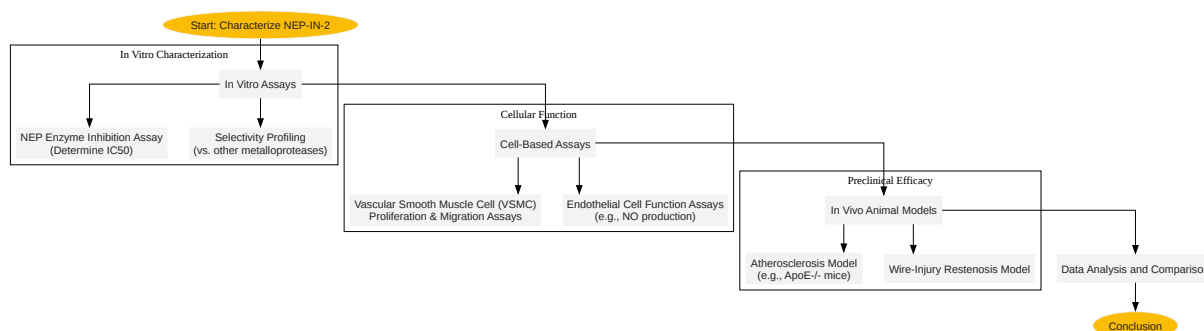 Start: Characterize NEP-IN-2
In Vitro Characterization
In Vitro Assays
NEP Enzyme Inhibition Assay
(Determine IC50)
Selectivity Profiling
(vs. other metalloproteases)
Cellular Function
Cell-Based Assays
Vascular Smooth Muscle Cell (VSMC)
Proliferation & Migration Assays
Endothelial Cell Function Assays
(e.g., NO production)
Preclinical Efficacy
In Vivo Animal Models
Atherosclerosis Model
(e.g., ApoE-/- mice)
Wire-Injury Restenosis Model
Data Analysis and Compariso
Conclusion